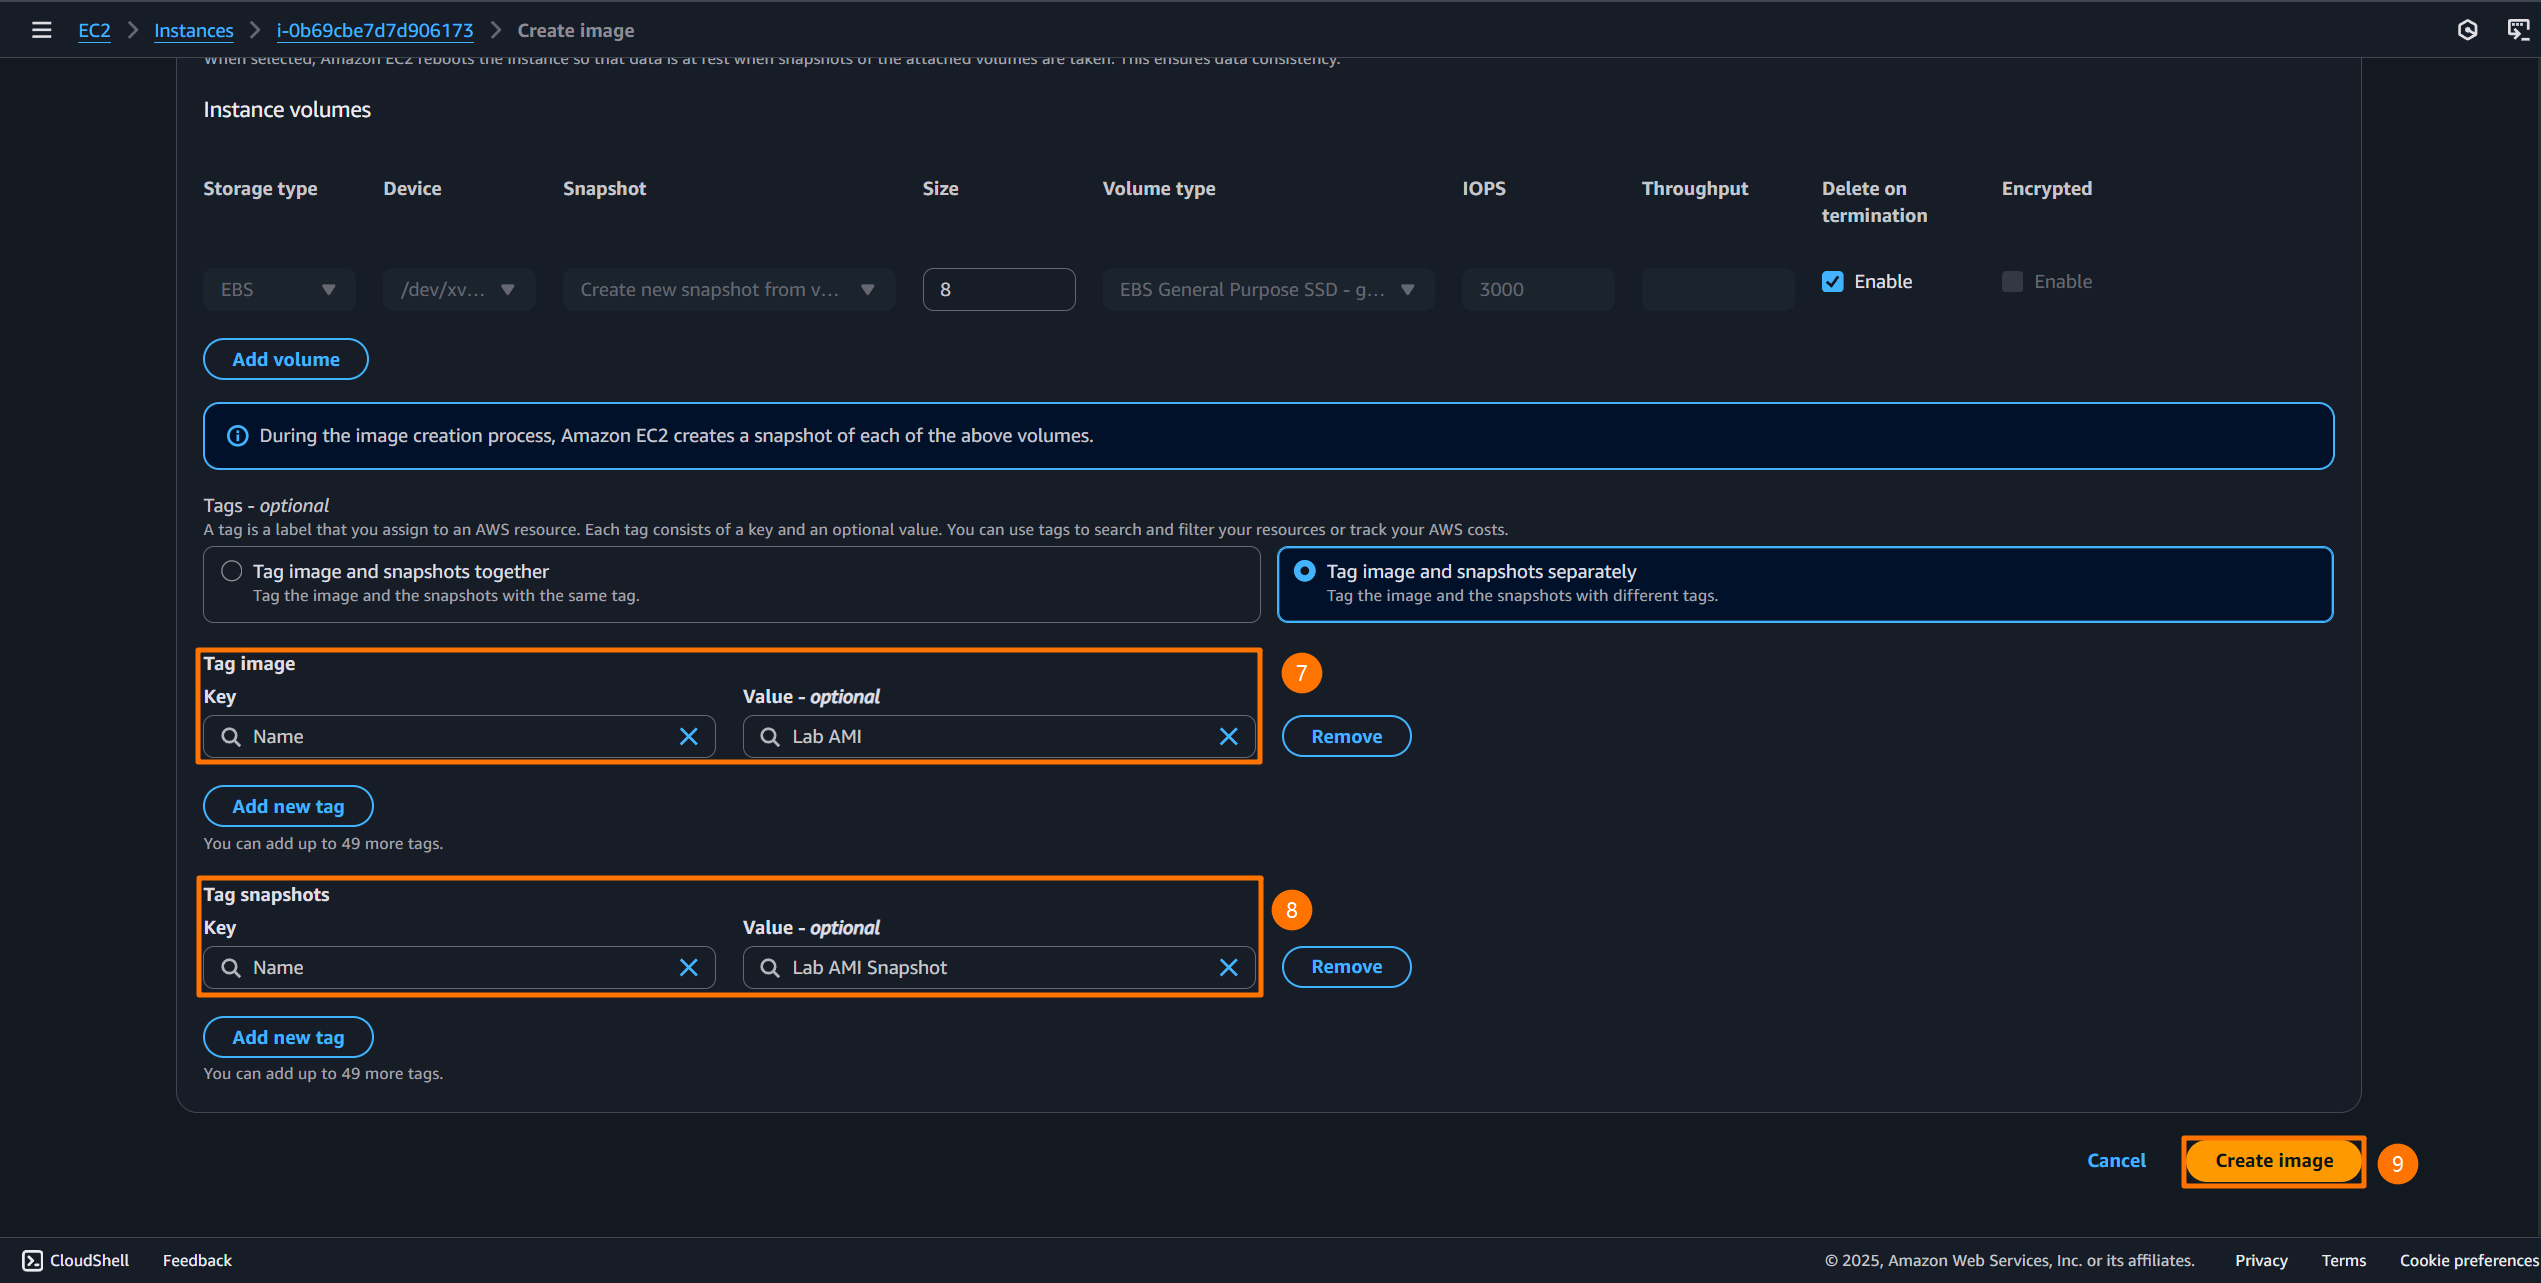 EC2 Instances i-0b69cbe7d7d906173 Create image
When selected, Amazon EC2 reboots the instance so that data is at rest when snapshots of the attached volumes are taken. This ensures data consistency.
Instance volumes
Storage type Device Snapshot Size Volume type IOPS Throughput Delete on termination Encrypted
EBS /dev/xv... Create new snapshot from v... 8 EBS General Purpose SSD - g... 3000 Enable Enable
Add volume
During the image creation process, Amazon EC2 creates a snapshot of each of the above volumes.
Tags - optional
A tag is a label that you assign to an AWS resource. Each tag consists of a key and an optional value. You can use tags to search and filter your resources or track your AWS costs.
Tag image and snapshots together
Tag the image and the snapshots with the same tag.
Tag image and snapshots separately
Tag the image and the snapshots with different tags.
Tag image
7
Key Value - optional
Name Lab AMI Remove
Add new tag
You can add up to 49 more tags.
Tag snapshots
8
Key Value - optional
Name Lab AMI Snapshot Remove
Add new tag
You can add up to 49 more tags.
Cancel Create image 9
CloudShell Feedback © 2025, Amazon Web Services, Inc. or its affiliates. Privacy Terms Cookie preferences